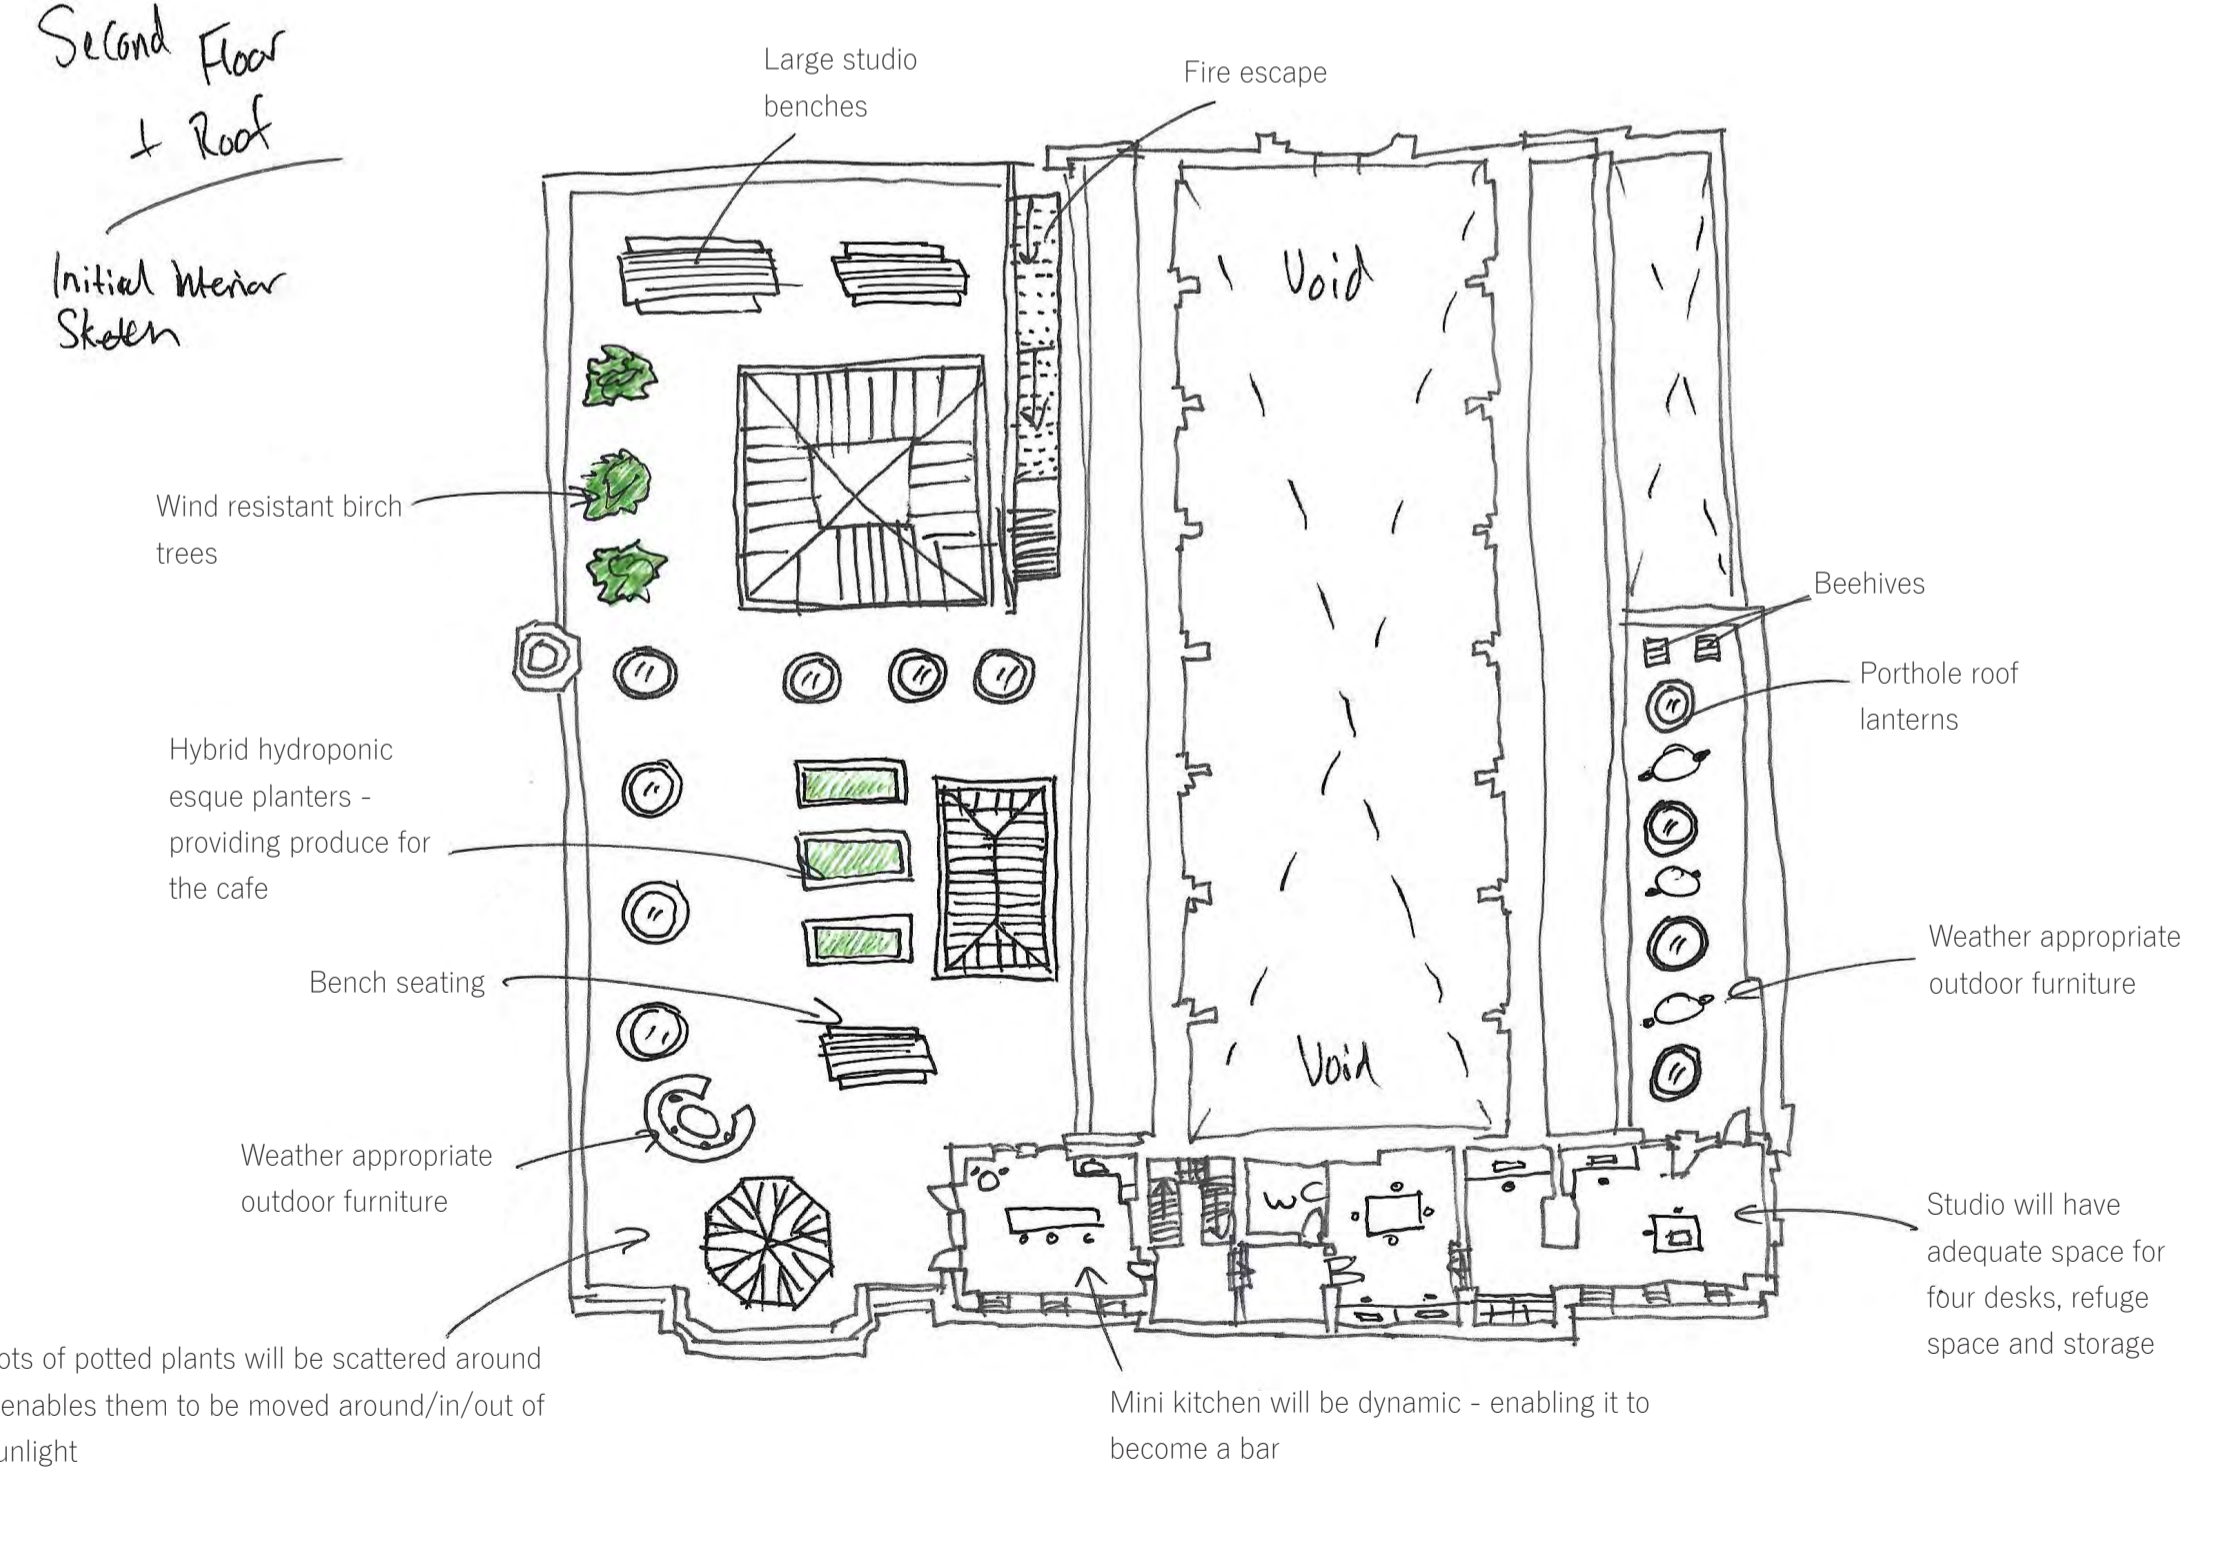 Second Floor
+ Roof
Initial Interior
Sketch
Large studio
benches
Fire escape
Void
Wind resistant birch
trees
Beehives
Porthole roof
lanterns
Hybrid hydroponic
esque planters -
providing produce for
the cafe
Bench seating
Weather appropriate
outdoor furniture
Void
Weather appropriate
outdoor furniture
WC
Studio will have
adequate space for
four desks, refuge
space and storage
ots of potted plants will be scattered around
enables them to be moved around/in/out of
unlight
Mini kitchen will be dynamic - enabling it to
become a bar